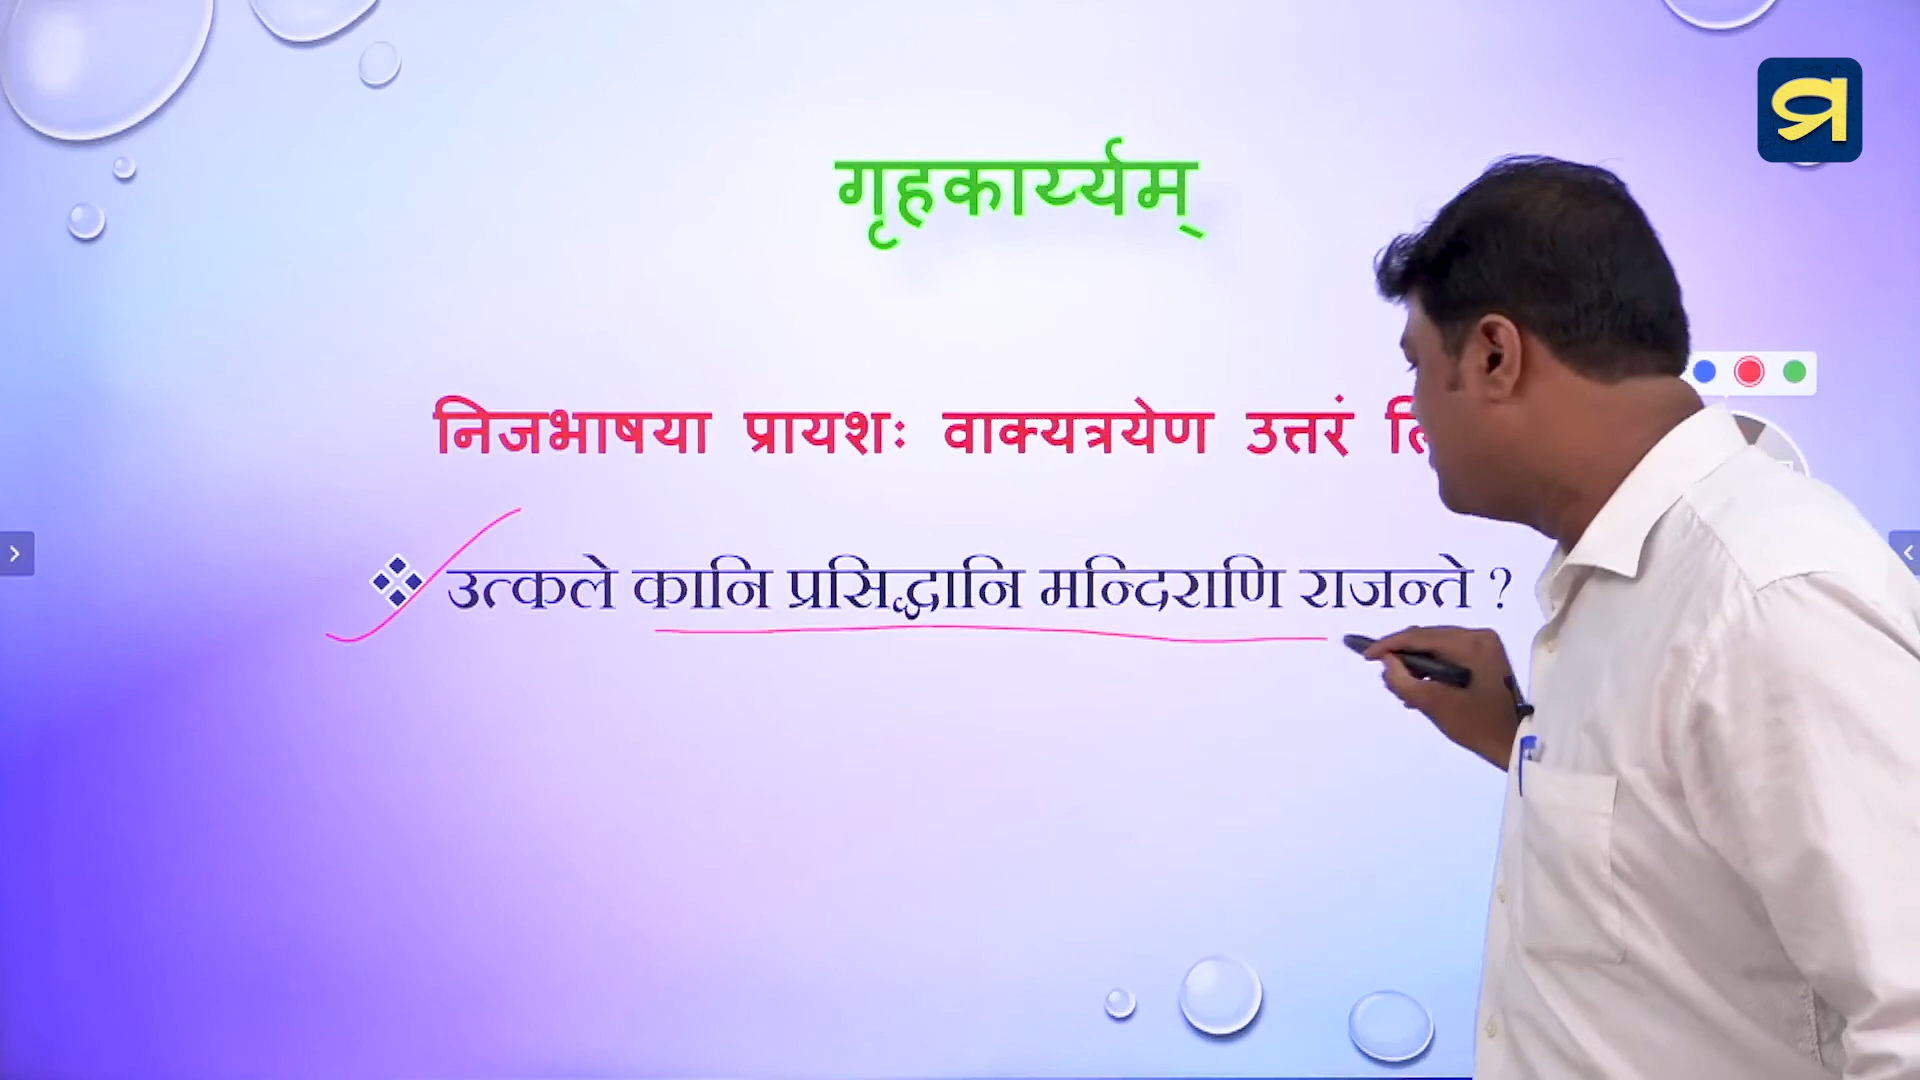 गृहकार्य्यम्
निजभाषया प्रायशः वाक्यत्रयेण उत्तरं
उत्कले कानि प्रसिद्धानि मन्दिराणि राजन्ते ?